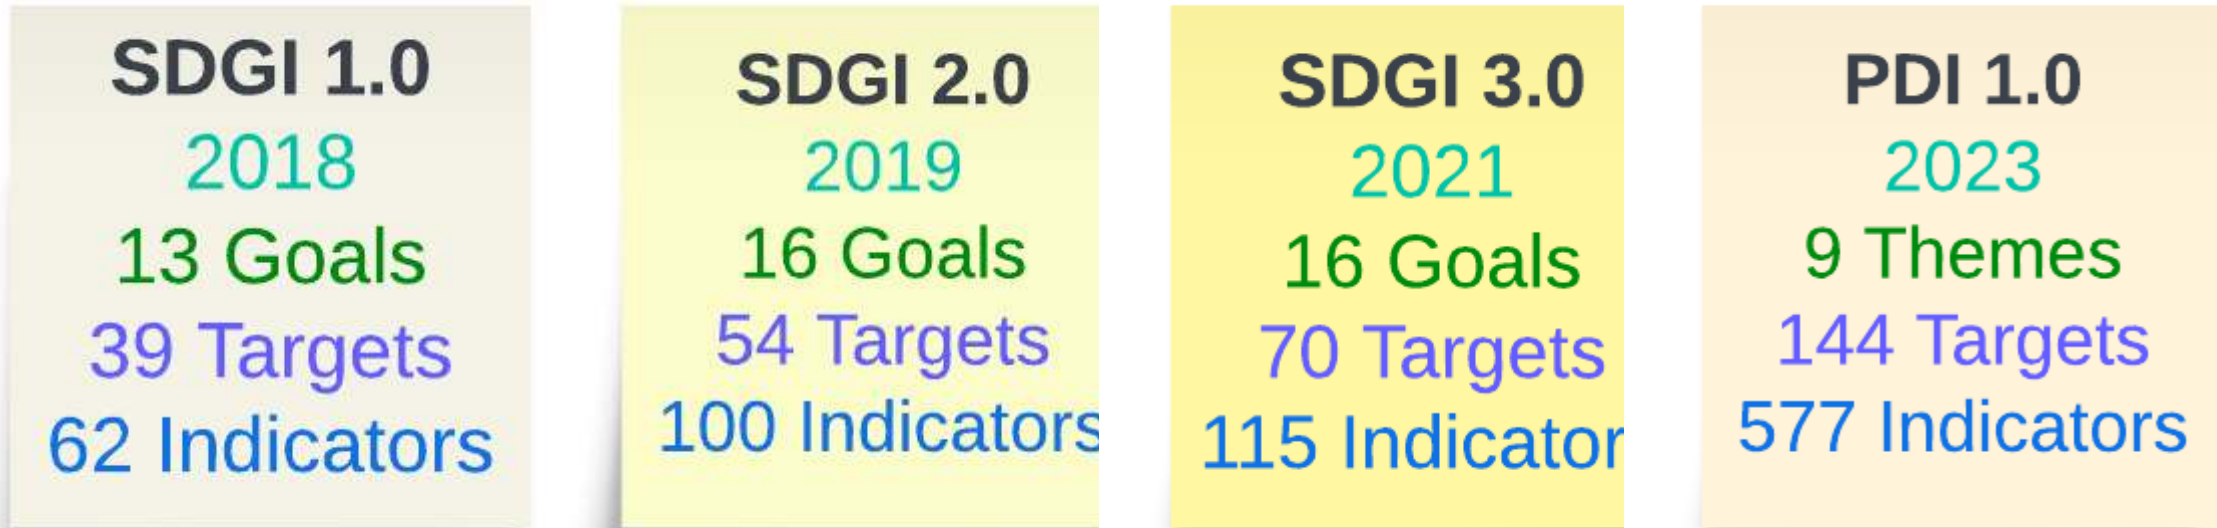 SDGI 1.0
2018
13 Goals
39 Targets
62 Indicators
SDGI 2.0
2019
16 Goals
54 Targets
100 Indicators
SDGI 3.0
2021
16 Goals
70 Targets
115 Indicator
PDI 1.0
2023
9 Themes
144 Targets
577 Indicators